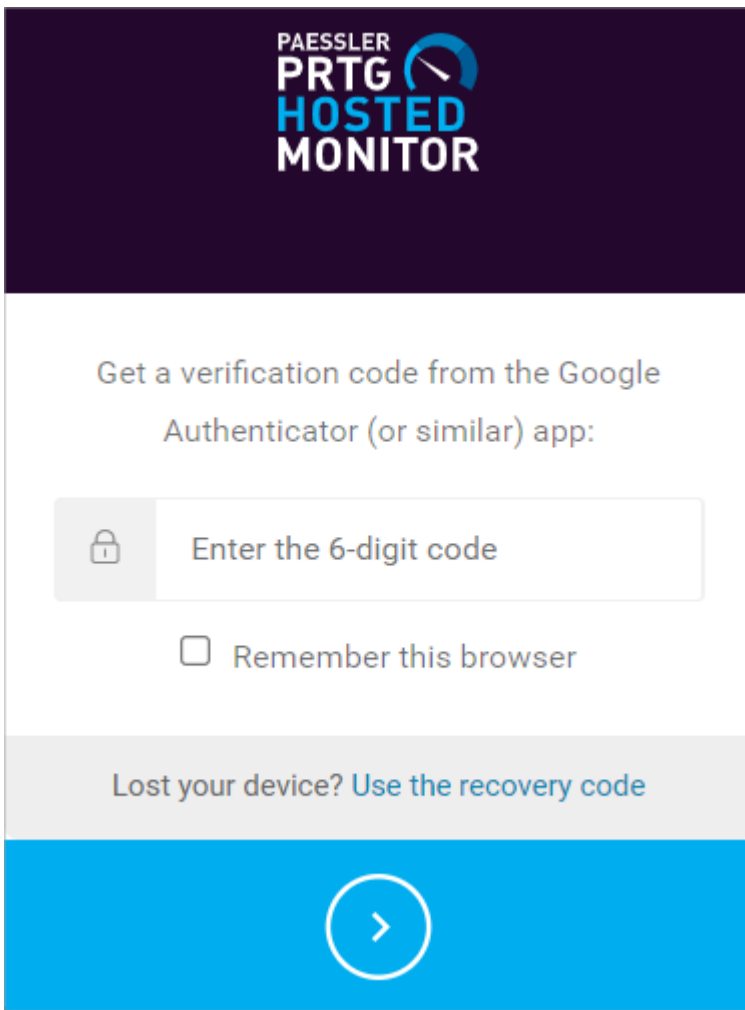 PAESSLER
PRTG
HOSTED
MONITOR
Get a verification code from the Google
Authenticator (or similar) app:
Enter the 6-digit code
Remember this browser
Lost your device? Use the recovery code